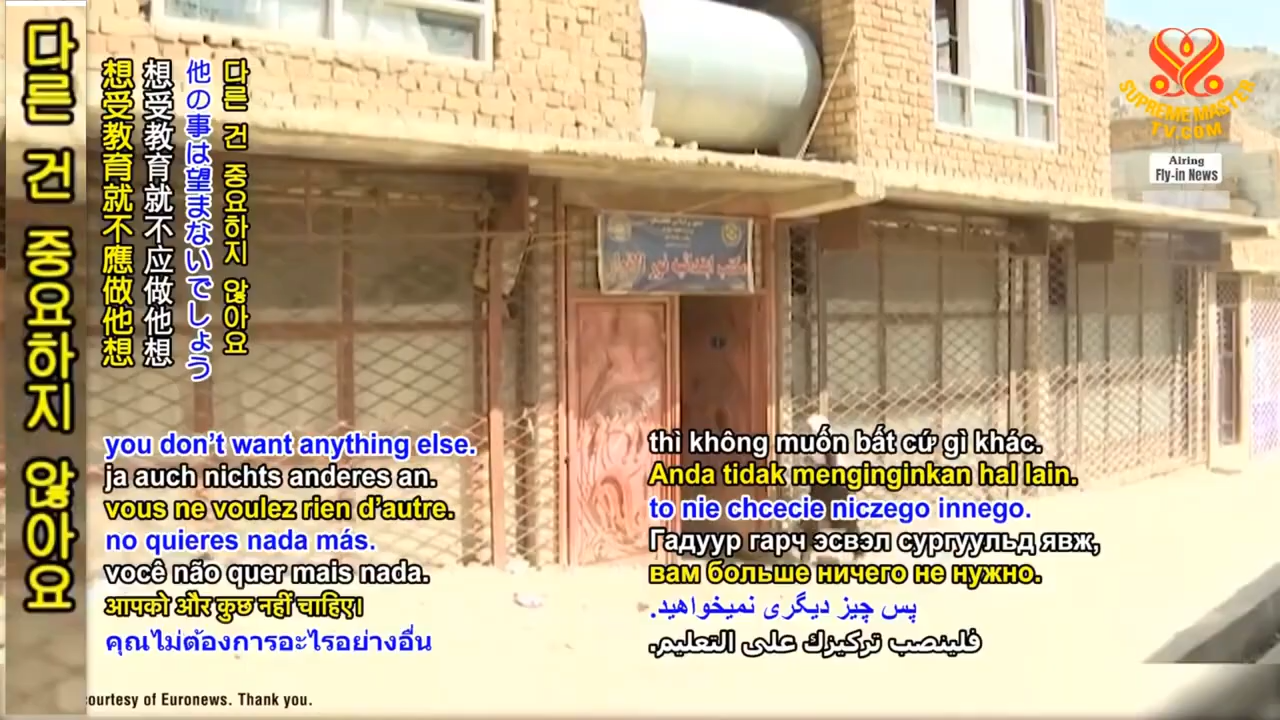 다른 건 중요하지 않아요
想受教育就不應做他想
想受教育就不应做他想
他の事は望まないでしょう
다른 건 중요하지 않아요
SUPREME MASTER
TV.COM
Airing
Fly-in News
مکتب ابتدائیه نور
you don’t want anything else.
ja auch nichts anderes an.
vous ne voulez rien d’autre.
no quieres nada más.
você não quer mais nada.
आपको और कुछ नहीं चाहिए।
คุณไม่ต้องการอะไรอย่างอื่น
thì không muốn bất cứ gì khác.
Anda tidak menginginkan hal lain.
to nie chcecie niczego innego.
Гадуур гарч эсвэл сургуульд явж,
вам больше ничего не нужно.
پس چیز دیگری نمیخواهید.
فلينصب تركيزك على التعليم.
ourtesy of Euronews. Thank you.